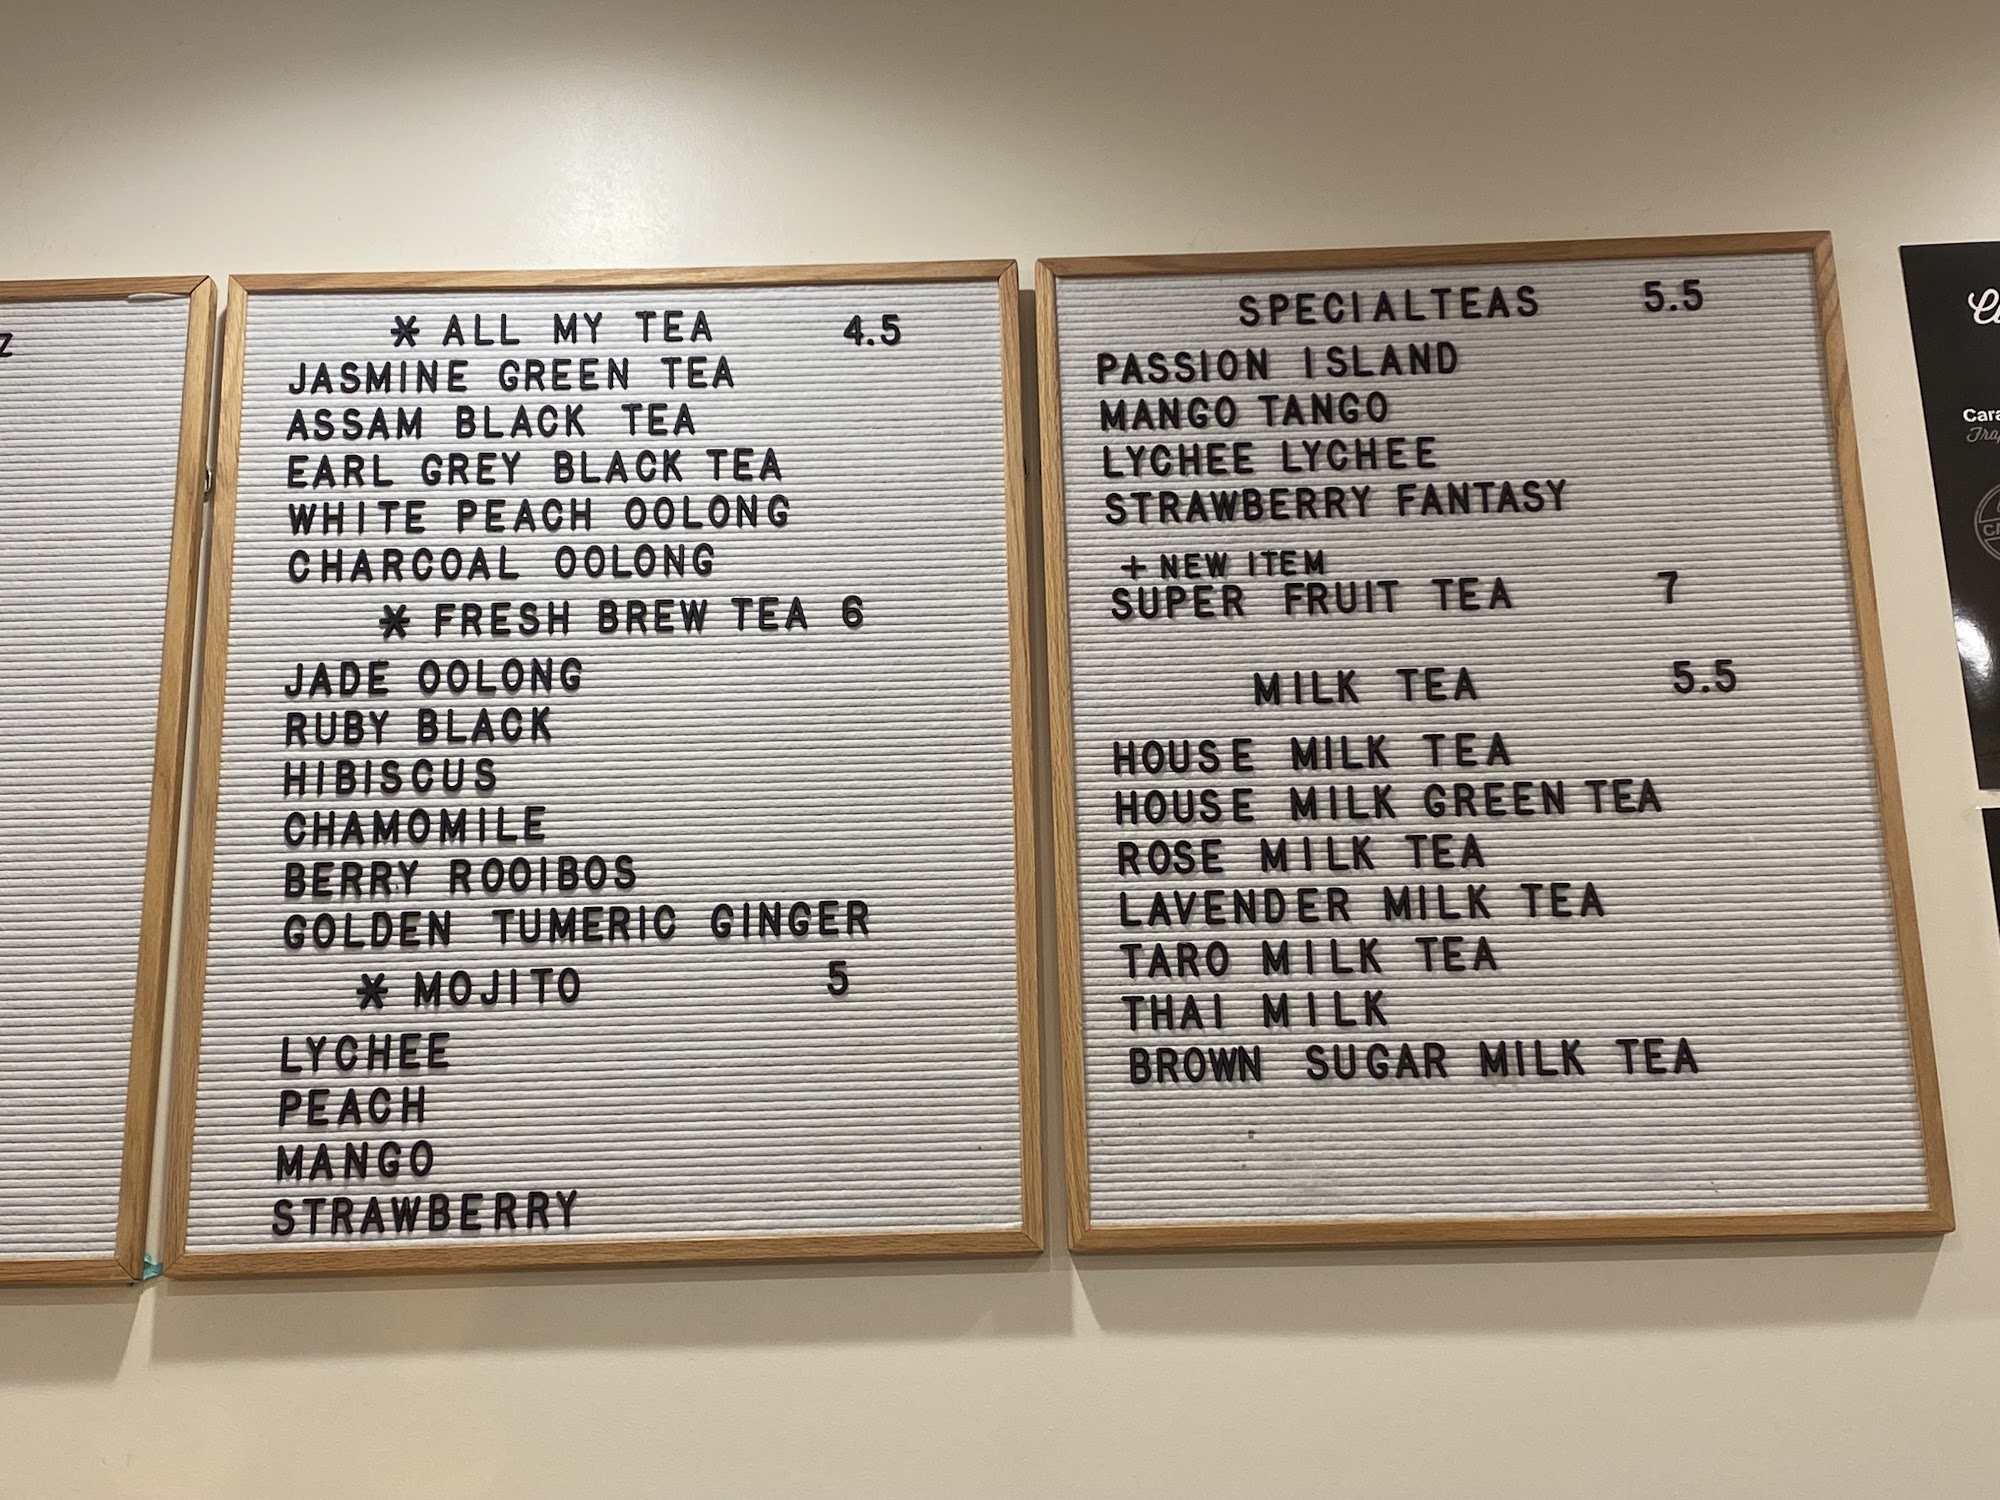 * ALL MY TEA 4.5
JASMINE GREEN TEA
ASSAM BLACK TEA
EARL GREY BLACK TEA
WHITE PEACH OOLONG
CHARCOAL OOLONG
* FRESH BREW TEA 6
JADE OOLONG
RUBY BLACK
HIBISCUS
CHAMOMILE
BERRY ROOIBOS
GOLDEN TUMERIC GINGER
* MOJITO 5
LYCHEE
PEACH
MANGO
STRAWBERRY
SPECIALTEAS 5.5
PASSION ISLAND
MANGO TANGO
LYCHEE LYCHEE
STRAWBERRY FANTASY
+ NEW ITEM
SUPER FRUIT TEA 7
MILK TEA 5.5
HOUSE MILK TEA
HOUSE MILK GREEN TEA
ROSE MILK TEA
LAVENDER MILK TEA
TARO MILK TEA
THAI MILK
BROWN SUGAR MILK TEA